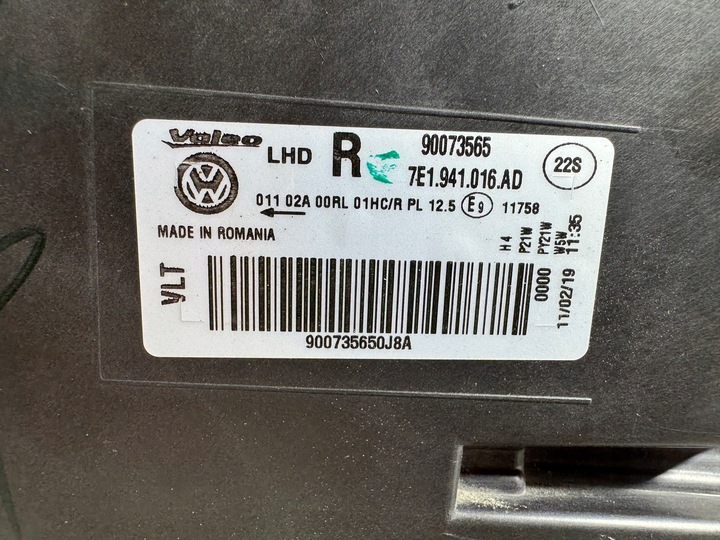 Valeo
LHD R 90073565
7E1.941.016.AD
22S
011 02A 00RL 01HC/R PL 12.5 E9 11758
MADE IN ROMANIA
VLT
H4
P21W
PY21W
W5W
0000
11/02/19 11:35
900735650J8A